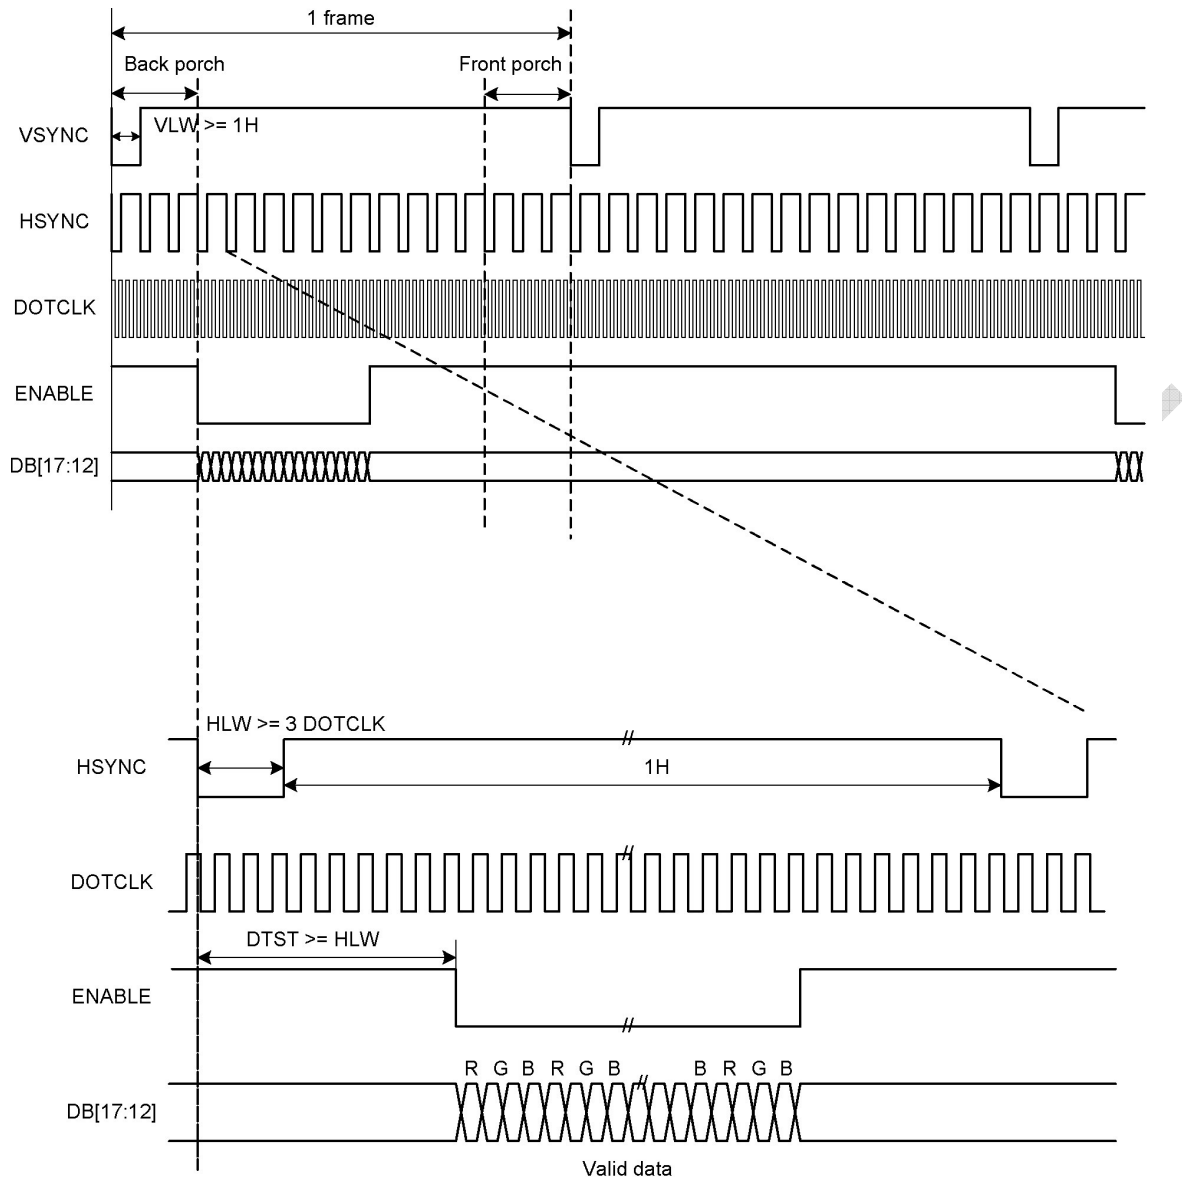 1 frame
Back porch
Front porch
VSYNC
VLW >= 1H
HSYNC
DOTCLK
ENABLE
DB[17:12]
HLW >= 3 DOTCLK
HSYNC
1H
//
DOTCLK
//
DTST >= HLW
ENABLE
//
R G B R G B B R G B
//
DB[17:12]
Valid data